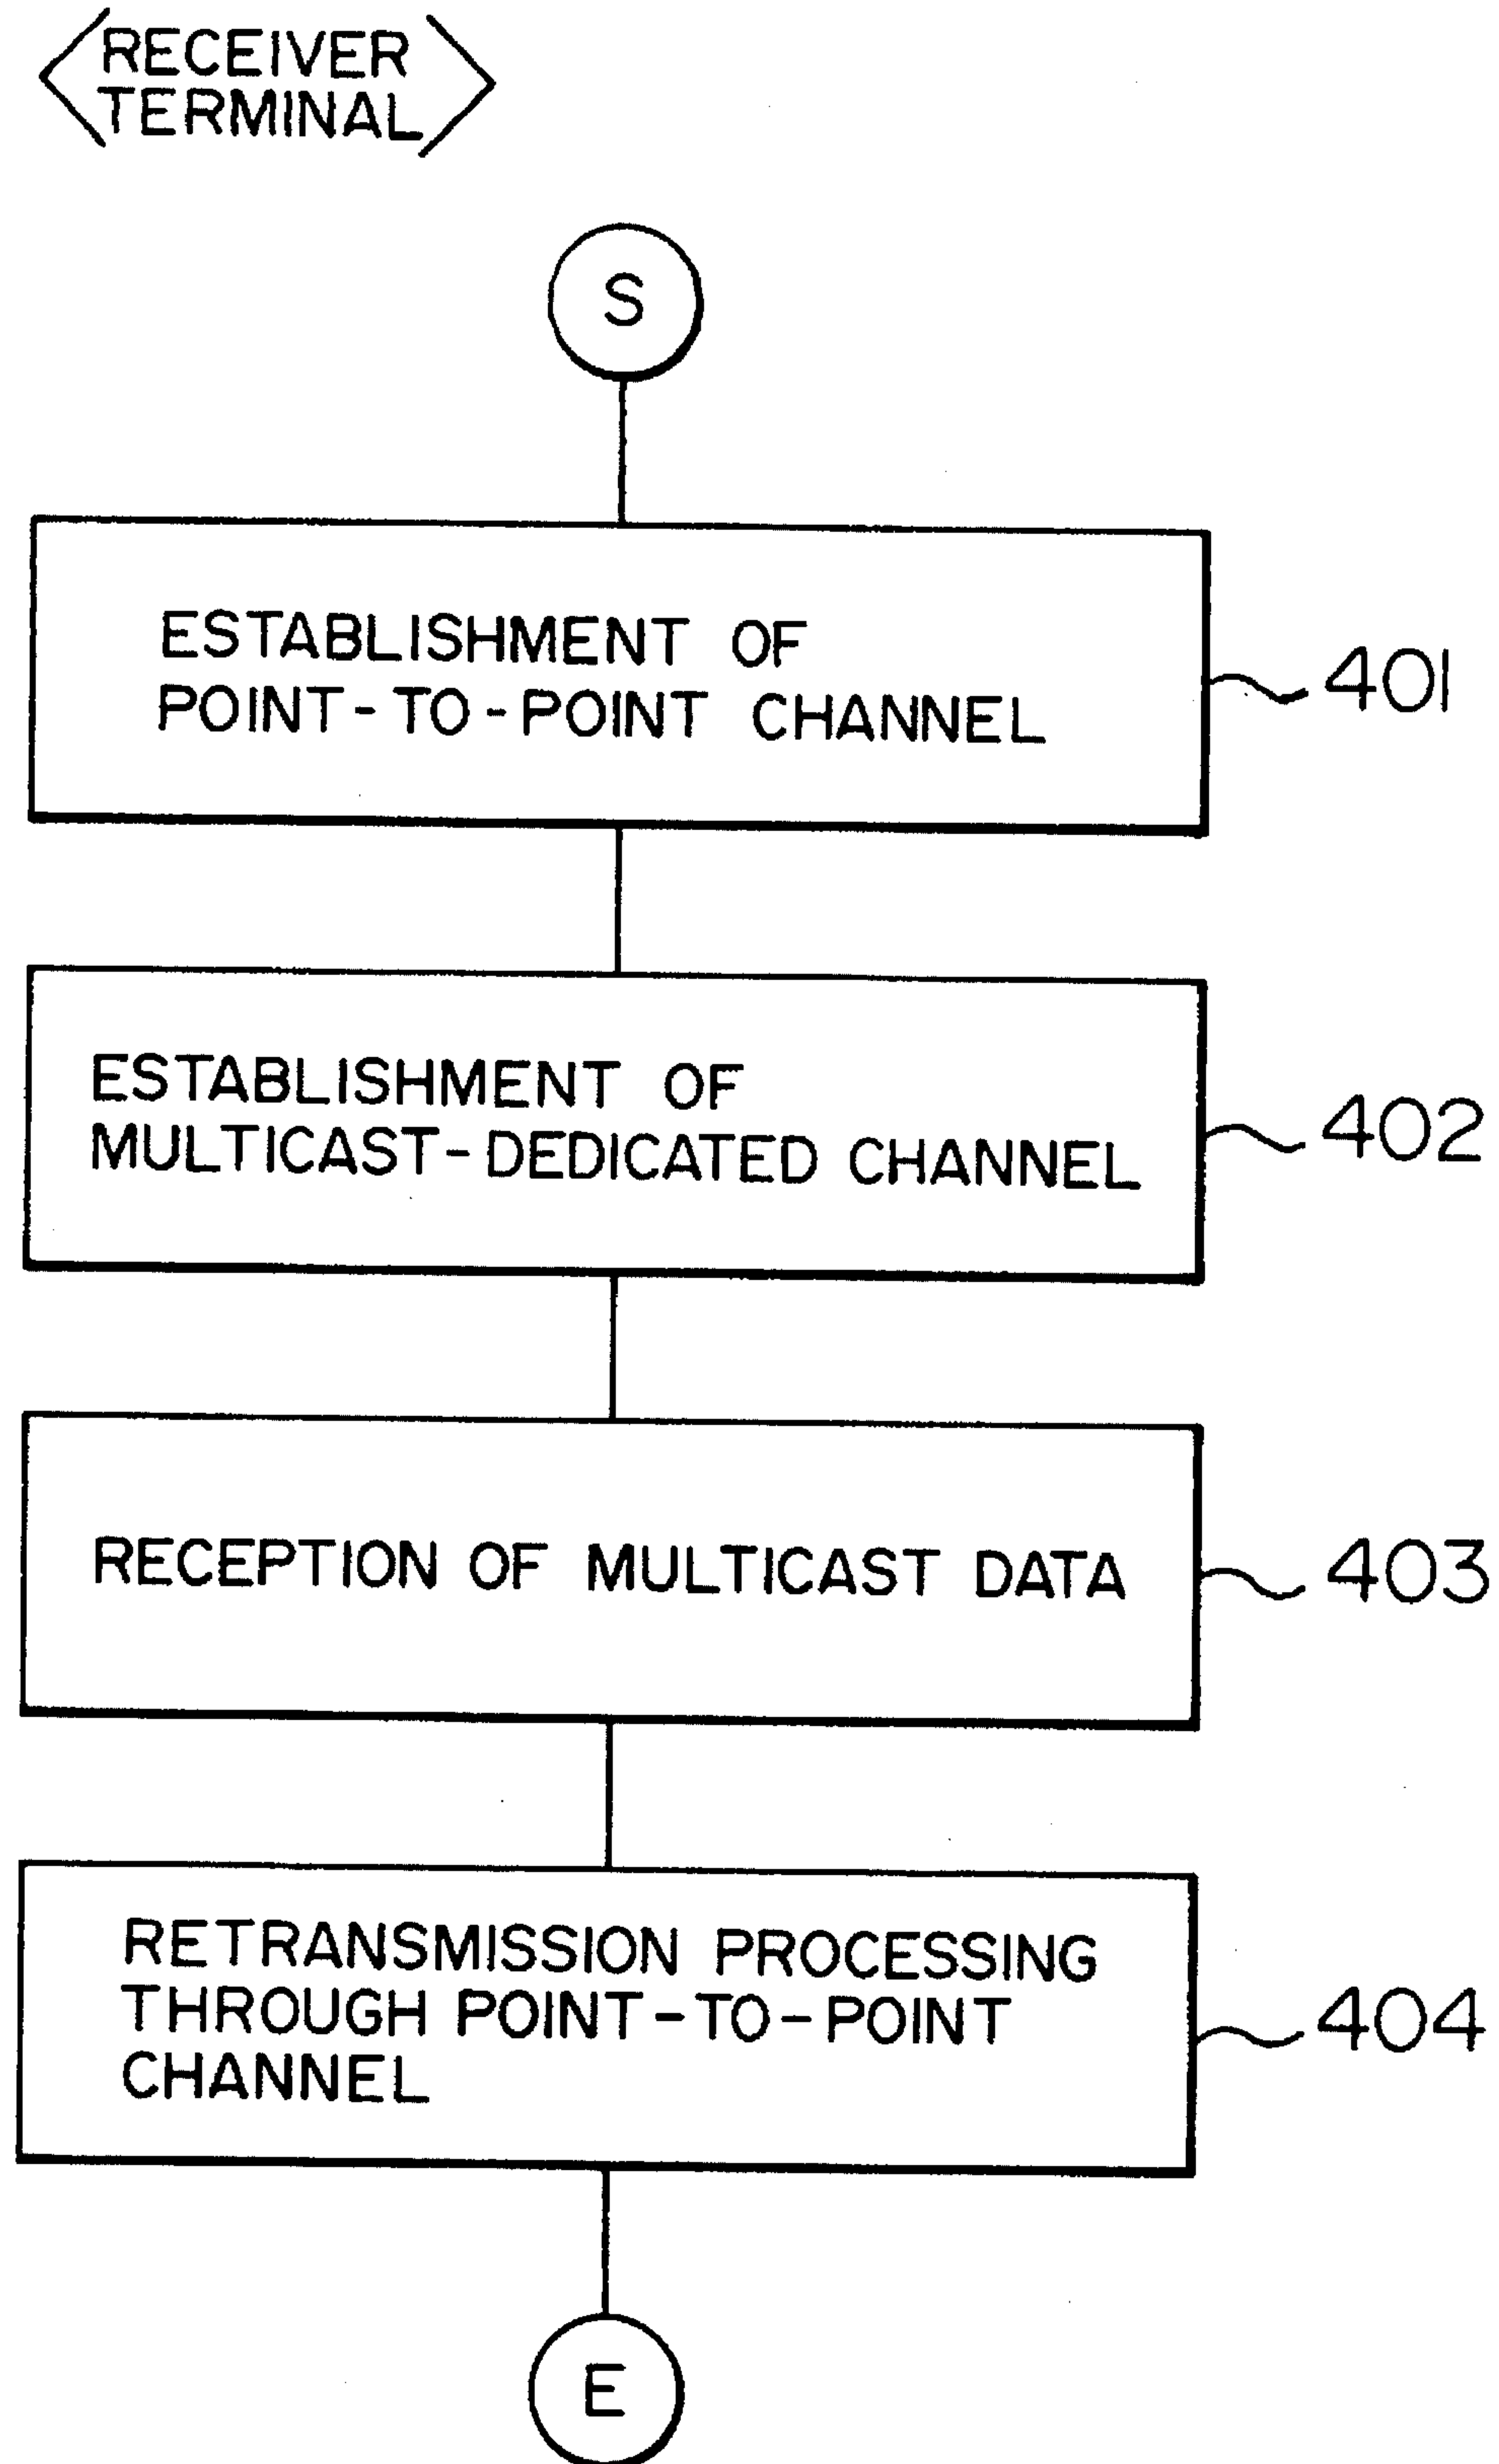 RECEIVER
TERMINAL
S
ESTABLISHMENT OF
POINT-TO-POINT CHANNEL
401
ESTABLISHMENT OF
MULTICAST-DEDICATED CHANNEL
402
RECEPTION OF MULTICAST DATA
403
RETRANSMISSION PROCESSING
THROUGH POINT-TO-POINT
CHANNEL
404
E